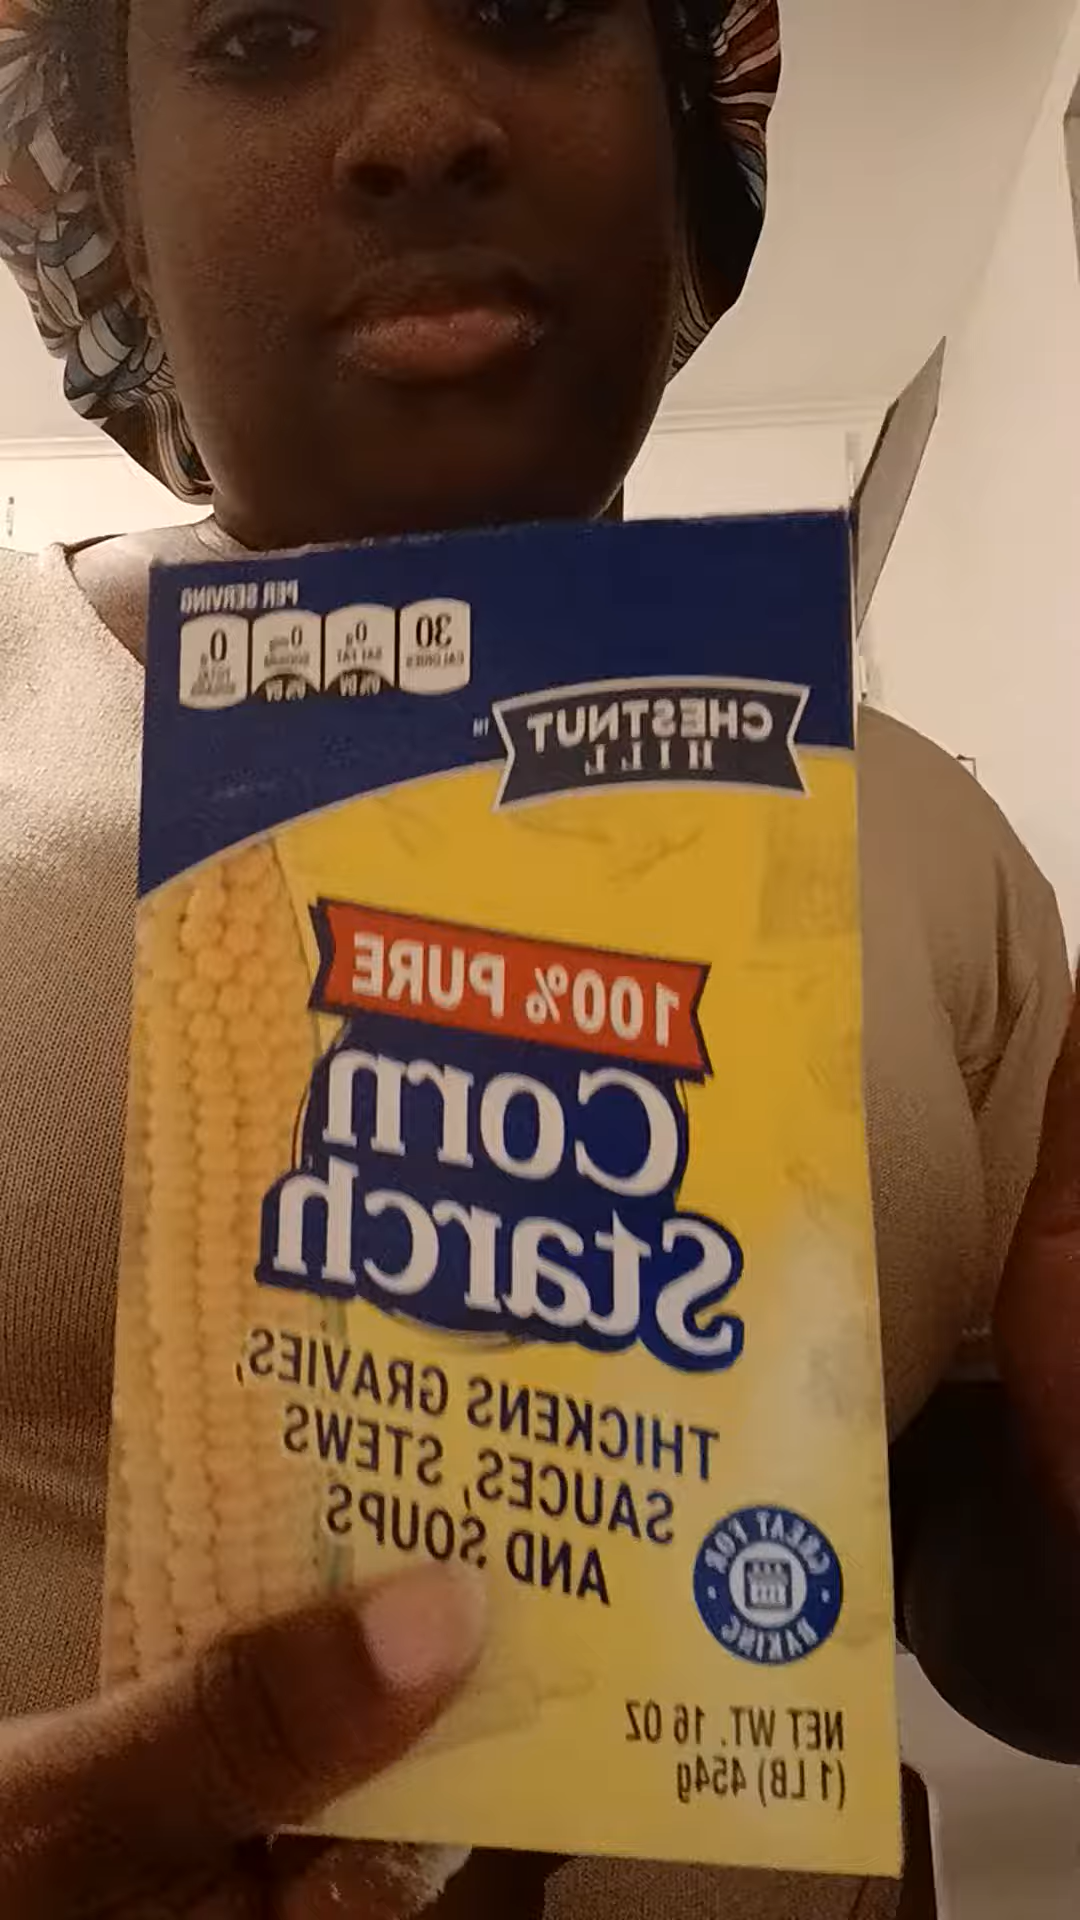 PER SERVING
30 CALORIES
0g SAT FAT 0% DV
0mg SODIUM 0% DV
0g TOTAL SUGARS
CHESTNUT
HILL
TM
100% PURE
Corn
Starch
THICKENS GRAVIES,
SAUCES, STEWS
AND SOUPS
GREAT FOR
BAKING
NET WT. 16 OZ
(1 LB) 454g